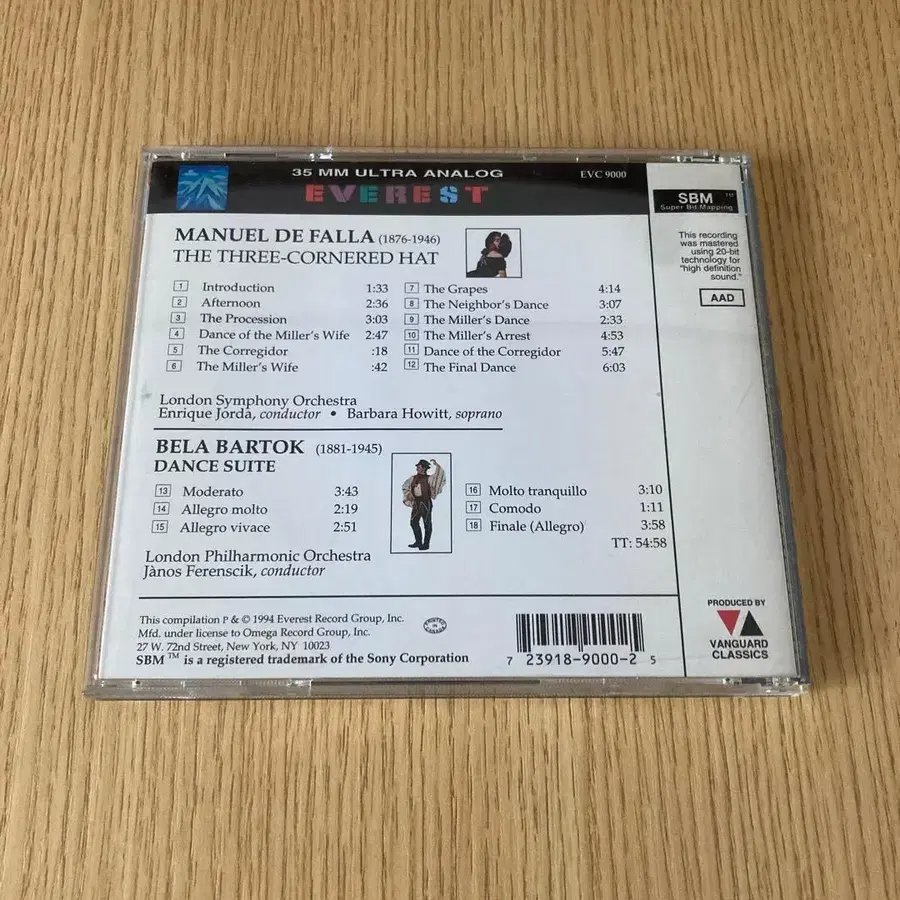 35 MM ULTRA ANALOG
EVEREST
EVC 9000
MANUEL DE FALLA (1876-1946)
THE THREE-CORNERED HAT
1 Introduction 1:33
2 Afternoon 2:36
3 The Procession 3:03
4 Dance of the Miller's Wife 2:47
5 The Corregidor :18
6 The Miller's Wife :42
7 The Grapes 4:14
8 The Neighbor's Dance 3:07
9 The Miller's Dance 2:33
10 The Miller's Arrest 4:53
11 Dance of the Corregidor 5:47
12 The Final Dance 6:03
London Symphony Orchestra
Enrique Jorda, conductor • Barbara Howitt, soprano
BELA BARTOK (1881-1945)
DANCE SUITE
13 Moderato 3:43
14 Allegro molto 2:19
15 Allegro vivace 2:51
16 Molto tranquillo 3:10
17 Comodo 1:11
18 Finale (Allegro) 3:58
TT: 54:58
London Philharmonic Orchestra
Jànos Ferenscik, conductor
This compilation P & © 1994 Everest Record Group, Inc.
Mfd. under license to Omega Record Group, Inc.
27 W. 72nd Street, New York, NY 10023
SBM™ is a registered trademark of the Sony Corporation
PRINTED IN CANADA
7 23918-9000-2 5
SBM TM
Super Bit Mapping
This recording
was mastered
using 20-bit
technology for
"high definition
sound."
AAD
PRODUCED BY
VANGUARD
CLASSICS